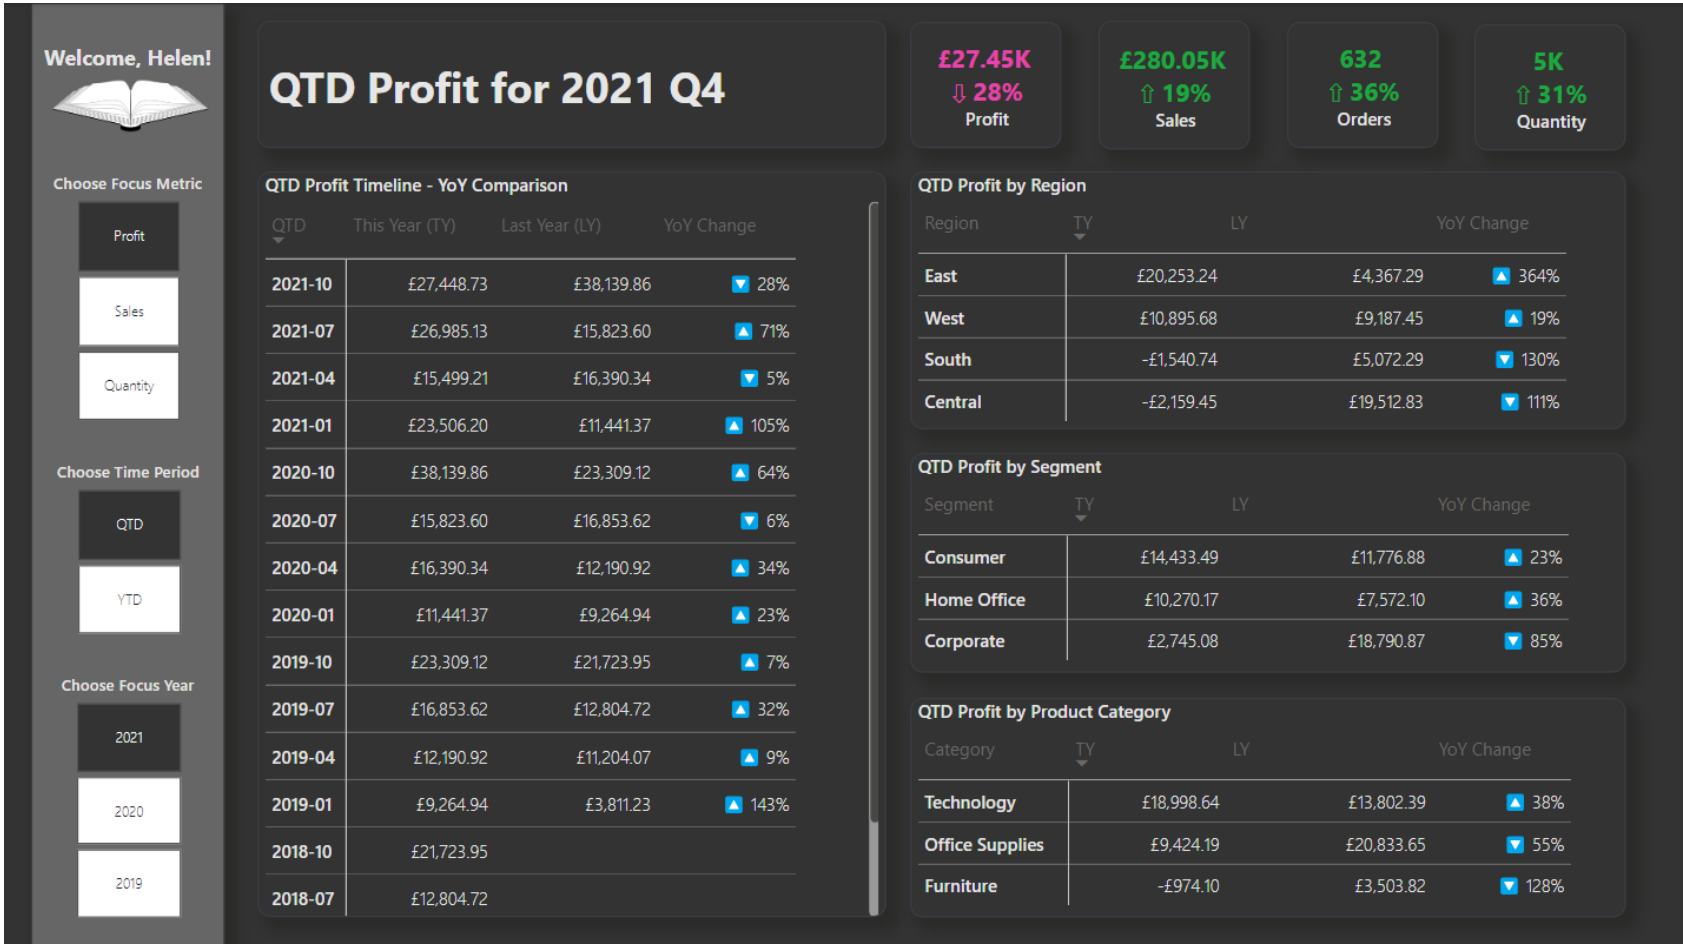 Welcome, Helen!
Choose Focus Metric
Profit
Sales
Quantity
Choose Time Period
QTD
YTD
Choose Focus Year
2021
2020
2019
QTD Profit for 2021 Q4
£27.45K
⇩ 28%
Profit
£280.05K
⇧ 19%
Sales
632
⇧ 36%
Orders
5K
⇧ 31%
Quantity
QTD Profit Timeline - YoY Comparison
QTD This Year (TY) Last Year (LY) YoY Change
2021-10 £27,448.73 £38,139.86 🔽 28%
2021-07 £26,985.13 £15,823.60 🔼 71%
2021-04 £15,499.21 £16,390.34 🔽 5%
2021-01 £23,506.20 £11,441.37 🔼 105%
2020-10 £38,139.86 £23,309.12 🔼 64%
2020-07 £15,823.60 £16,853.62 🔽 6%
2020-04 £16,390.34 £12,190.92 🔼 34%
2020-01 £11,441.37 £9,264.94 🔼 23%
2019-10 £23,309.12 £21,723.95 🔼 7%
2019-07 £16,853.62 £12,804.72 🔼 32%
2019-04 £12,190.92 £11,204.07 🔼 9%
2019-01 £9,264.94 £3,811.23 🔼 143%
2018-10 £21,723.95
2018-07 £12,804.72
QTD Profit by Region
Region TY LY YoY Change
East £20,253.24 £4,367.29 🔼 364%
West £10,895.68 £9,187.45 🔼 19%
South -£1,540.74 £5,072.29 🔽 130%
Central -£2,159.45 £19,512.83 🔽 111%
QTD Profit by Segment
Segment TY LY YoY Change
Consumer £14,433.49 £11,776.88 🔼 23%
Home Office £10,270.17 £7,572.10 🔼 36%
Corporate £2,745.08 £18,790.87 🔽 85%
QTD Profit by Product Category
Category TY LY YoY Change
Technology £18,998.64 £13,802.39 🔼 38%
Office Supplies £9,424.19 £20,833.65 🔽 55%
Furniture -£974.10 £3,503.82 🔽 128%